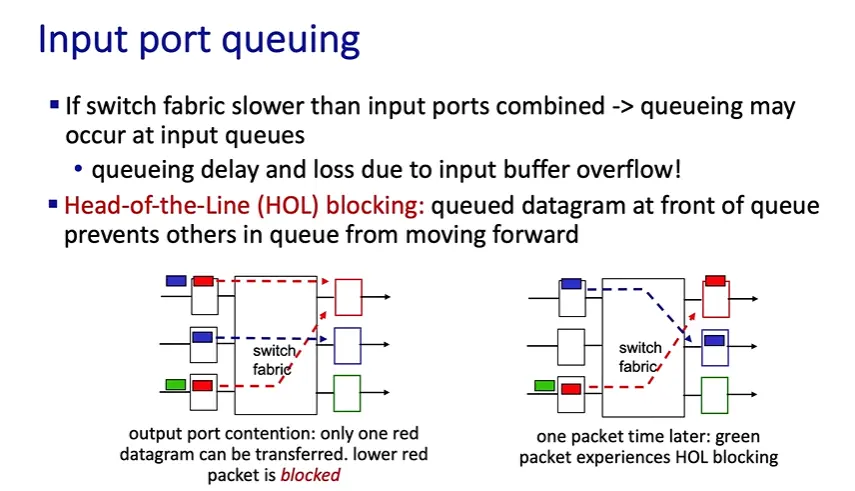 Input port queuing
▪ If switch fabric slower than input ports combined -> queueing may
occur at input queues
• queueing delay and loss due to input buffer overflow!
▪ Head-of-the-Line (HOL) blocking: queued datagram at front of queue
prevents others in queue from moving forward
switch
fabric
output port contention: only one red
datagram can be transferred. lower red
packet is blocked
switch
fabric
one packet time later: green
packet experiences HOL blocking